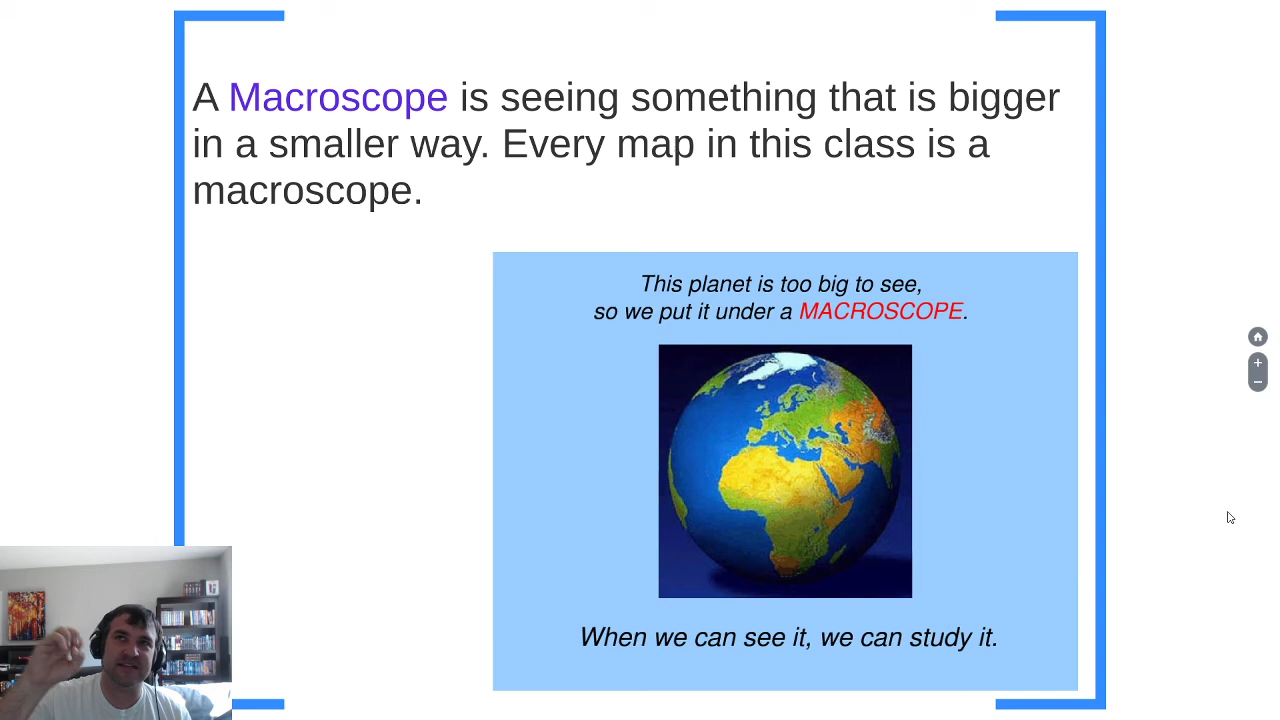 A Macroscope is seeing something that is bigger
in a smaller way. Every map in this class is a
macroscope.
This planet is too big to see,
so we put it under a MACROSCOPE.
When we can see it, we can study it.